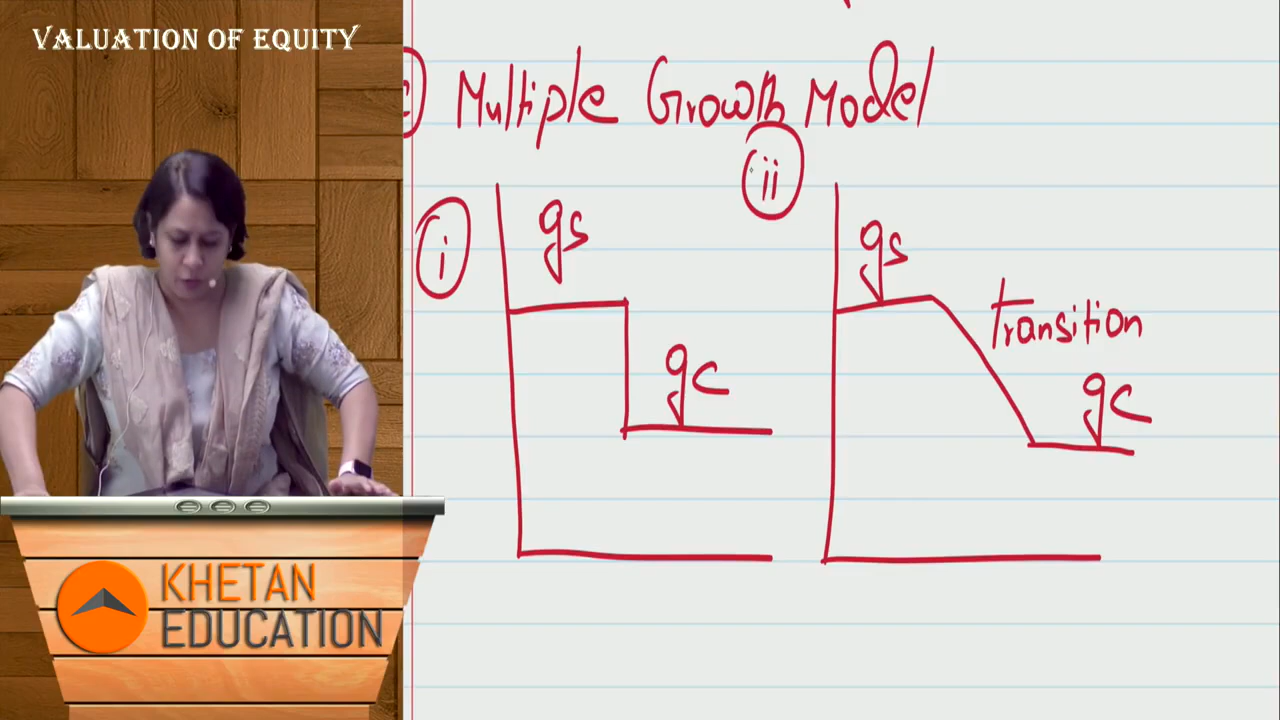 VALUATION OF EQUITY
Multiple Growth Model
i
gs
gc
ii
gs
transition
gc
KHETAN
EDUCATION